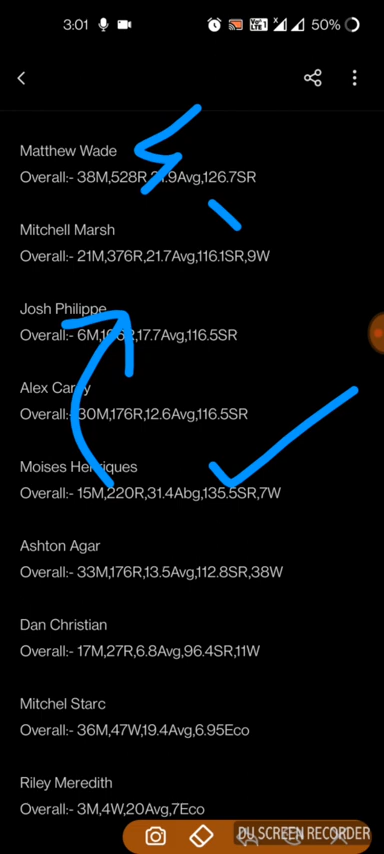 3:01 50%
Matthew Wade
Overall:- 38M,528R, .9Avg,126.7SR
Mitchell Marsh
Overall:- 21M,376R,21.7Avg,116.1SR,9W
Josh Philippe
Overall:- 6M, ,17.7Avg,116.5SR
Alex Carey
Overall:- 30M,176R,12.6Avg,116.5SR
Moises Henriques
Overall:- 15M,220R,31.4Abg,135.5SR,7W
Ashton Agar
Overall:- 33M,176R,13.5Avg,112.8SR,38W
Dan Christian
Overall:- 17M,27R,6.8Avg,96.4SR,11W
Mitchel Starc
Overall:- 36M,47W,19.4Avg,6.95Eco
Riley Meredith
Overall:- 3M,4W,20Avg,7Eco
DU SCREEN RECORDER